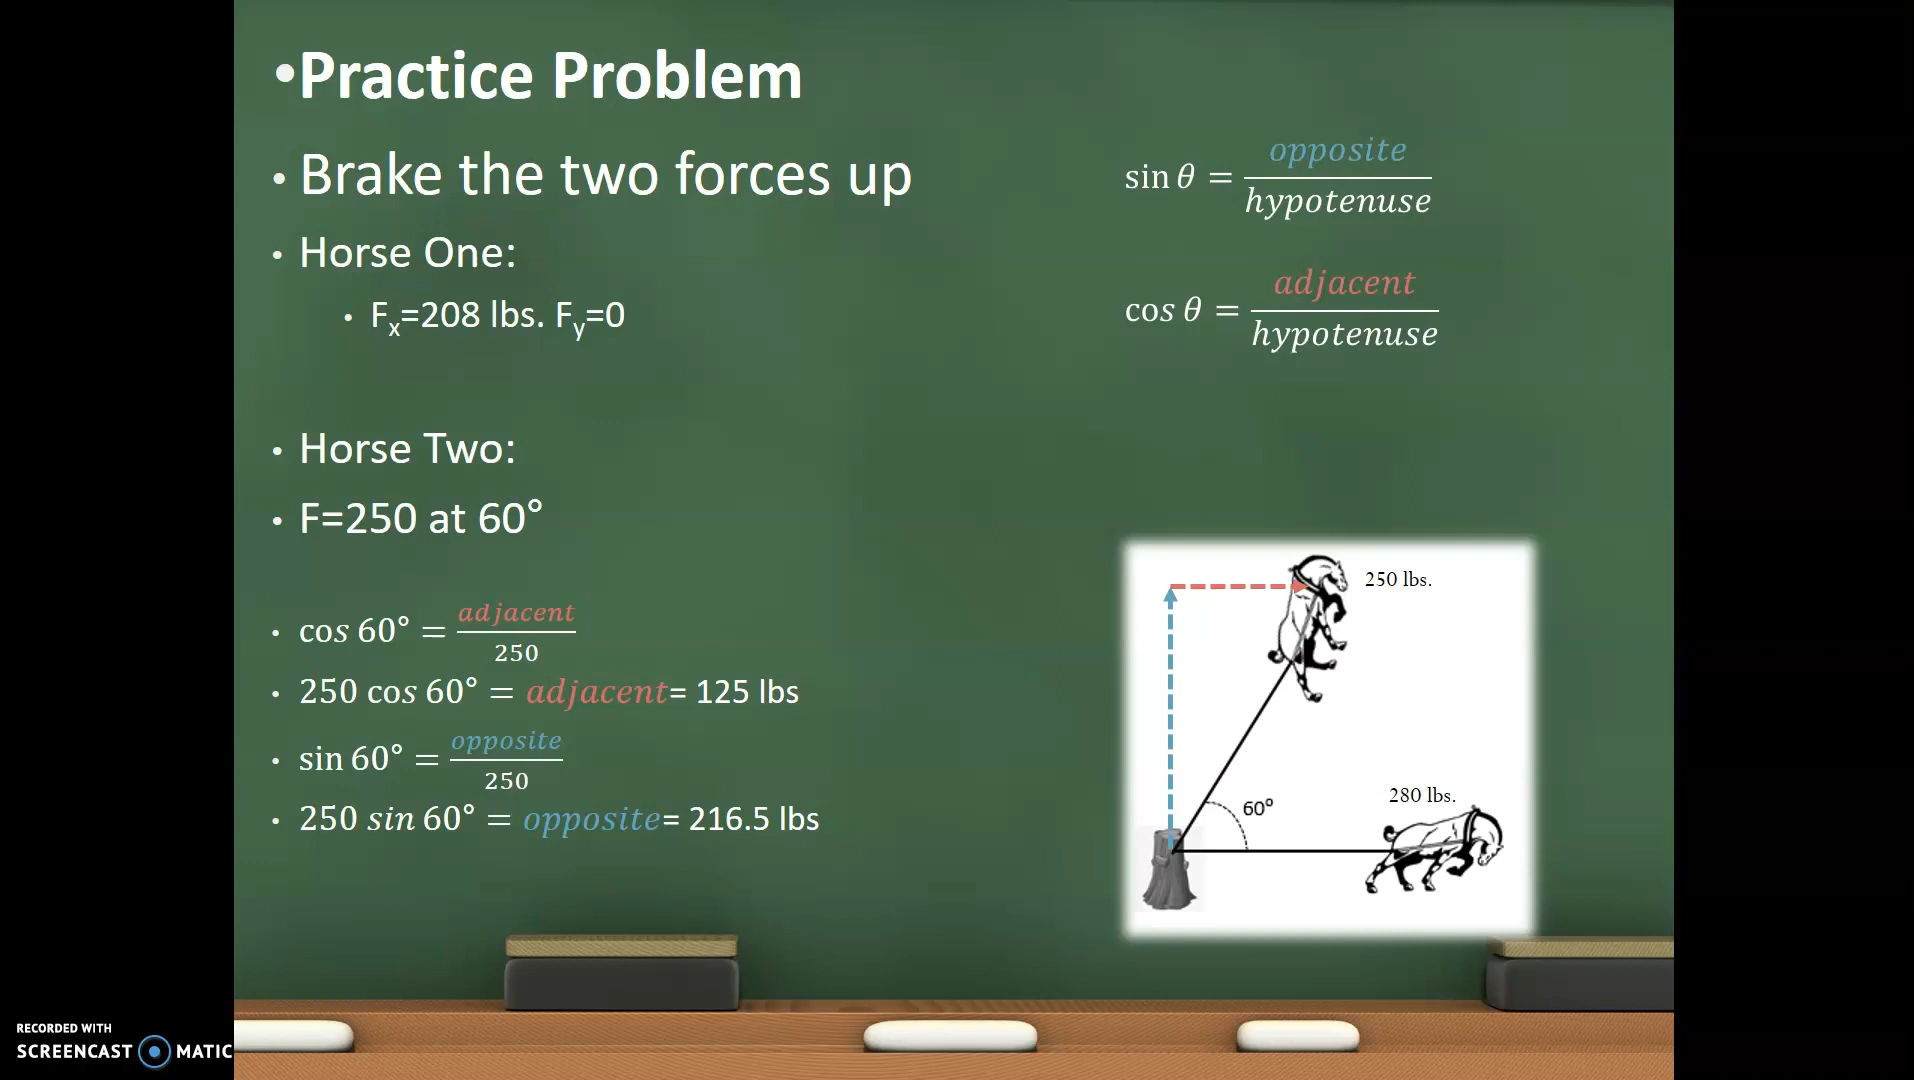 •Practice Problem
• Brake the two forces up
• Horse One:
• Fₓ=208 lbs. Fᵧ=0
• Horse Two:
• F=250 at 60°
• cos 60° = adjacent/250
• 250 cos 60° = adjacent= 125 lbs
• sin 60° = opposite/250
• 250 sin 60° = opposite= 216.5 lbs
sin θ = opposite/hypotenuse
cos θ = adjacent/hypotenuse
250 lbs.
280 lbs.
60⁰
RECORDED WITH
SCREENCAST MATIC